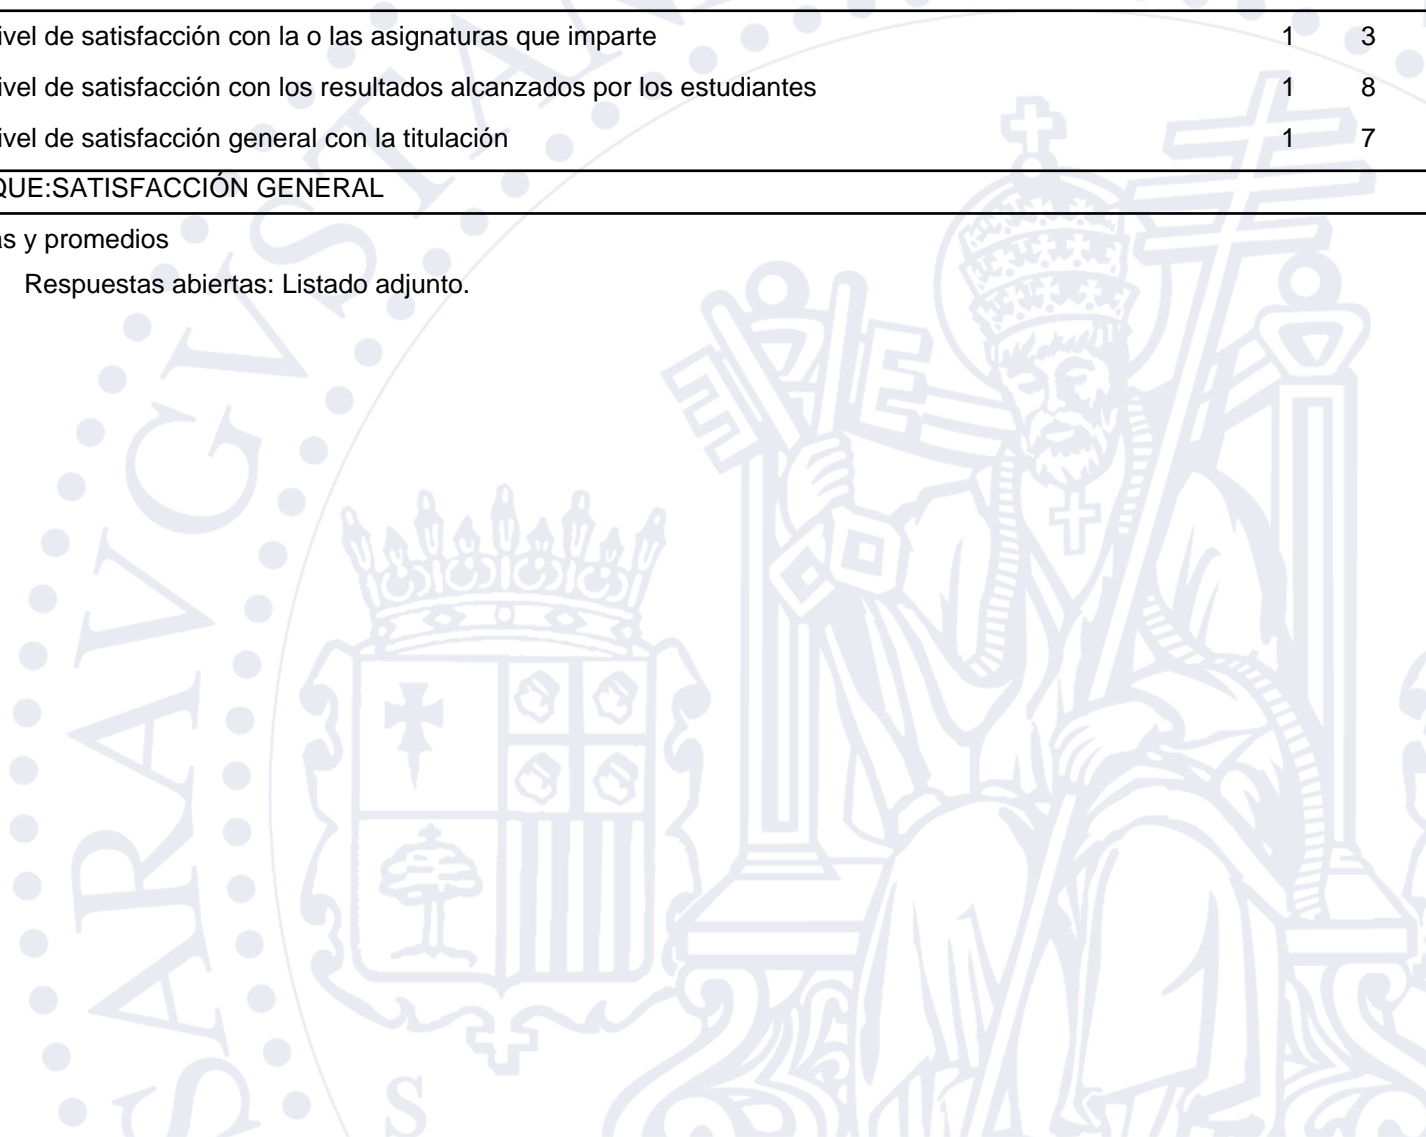 ivel de satisfacción con la o las asignaturas que imparte 1 3
ivel de satisfacción con los resultados alcanzados por los estudiantes 1 8
ivel de satisfacción general con la titulación 1 7
QUE:SATISFACCIÓN GENERAL
as y promedios
Respuestas abiertas: Listado adjunto.
SARAVGVSTAN
S